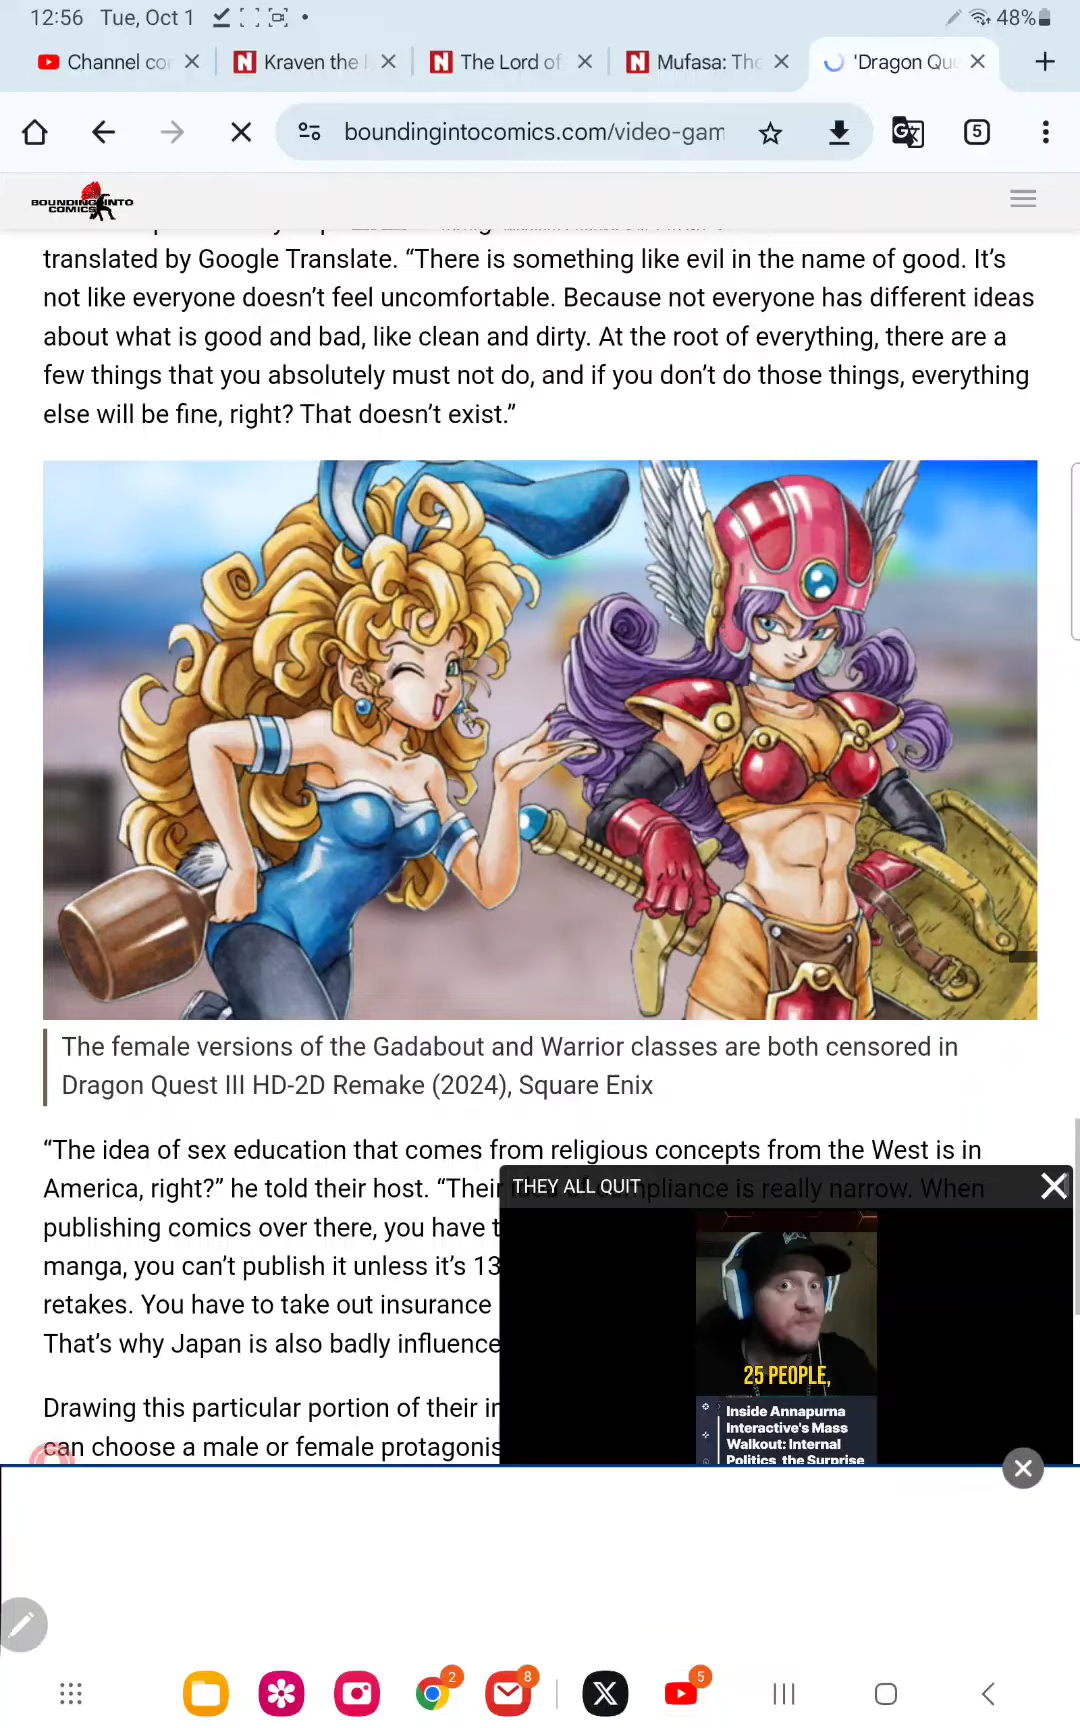 12:56 Tue, Oct 1
48%
Channel co
Kraven the
The Lord of
Mufasa: The
'Dragon Qu
boundingintocomics.com/video-gam
5
BOUNDING INTO
COMICS
translated by Google Translate. “There is something like evil in the name of good. It’s
not like everyone doesn’t feel uncomfortable. Because not everyone has different ideas
about what is good and bad, like clean and dirty. At the root of everything, there are a
few things that you absolutely must not do, and if you don’t do those things, everything
else will be fine, right? That doesn’t exist.”
The female versions of the Gadabout and Warrior classes are both censored in
Dragon Quest III HD-2D Remake (2024), Square Enix
“The idea of sex education that comes from religious concepts from the West is in
America, right?” he told their host. “Their idea of compliance is really narrow. When
THEY ALL QUIT
publishing comics over there, you have t
manga, you can’t publish it unless it’s 13
retakes. You have to take out insurance
That’s why Japan is also badly influence
25 PEOPLE,
Inside Annapurna
Interactive's Mass
Walkout: Internal
Politics, the Surprise
Drawing this particular portion of their in
can choose a male or female protagonis
2
8
X
5